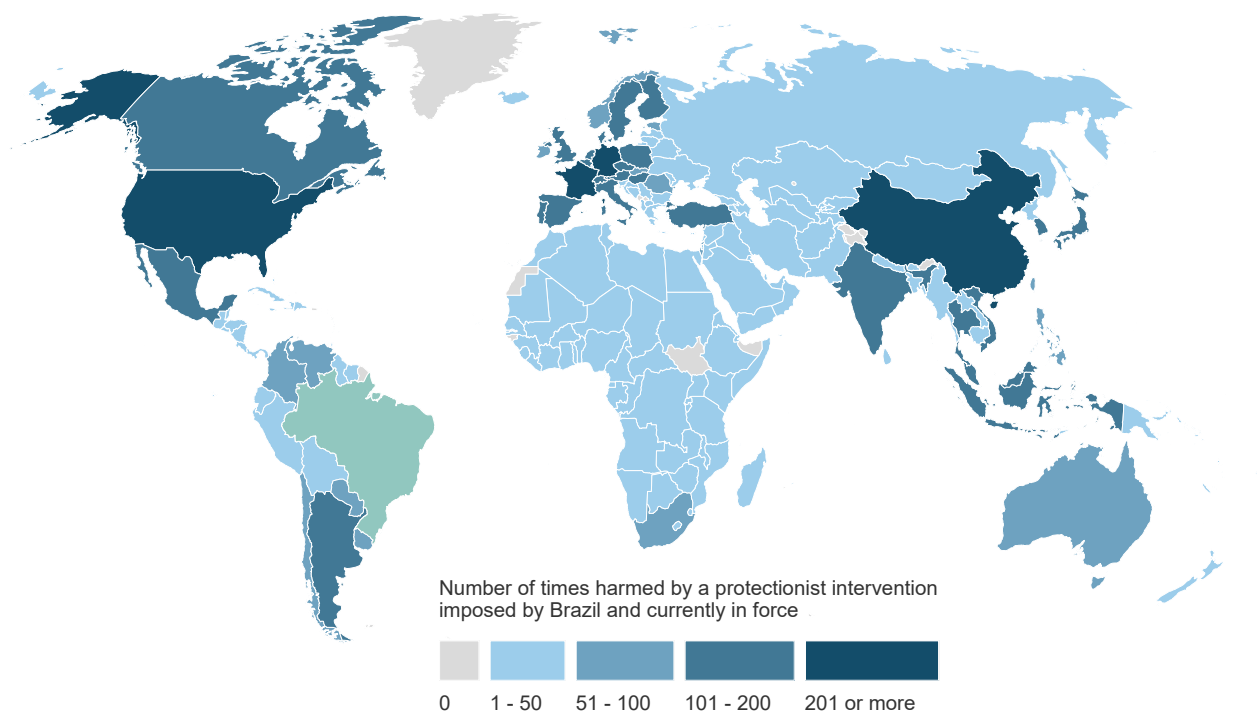 Number of times harmed by a protectionist intervention
imposed by Brazil and currently in force
0 1 - 50 51 - 100 101 - 200 201 or more